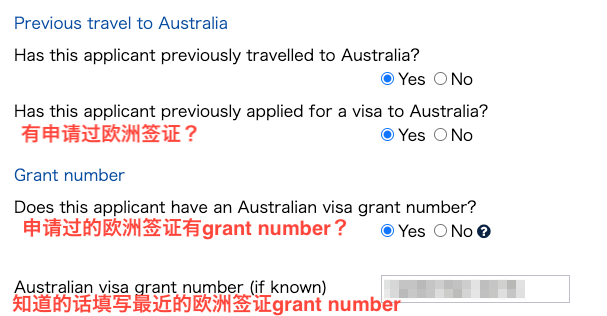 Previous travel to Australia
Has this applicant previously travelled to Australia?
Yes No
Has this applicant previously applied for a visa to Australia?
有申请过欧洲签证？
Yes No
Grant number
Does this applicant have an Australian visa grant number?
申请过的欧洲签证有grant number？
Yes No ?
Australian visa grant number (if known)
知道的话填写最近的欧洲签证grant number